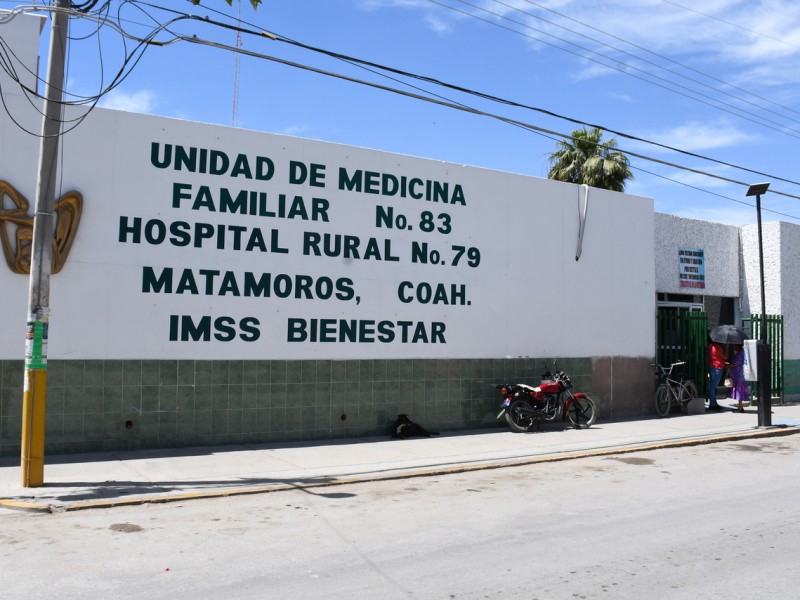 UNIDAD DE MEDICINA
FAMILIAR No. 83
HOSPITAL RURAL No. 79
MATAMOROS, COAH.
IMSS BIENESTAR